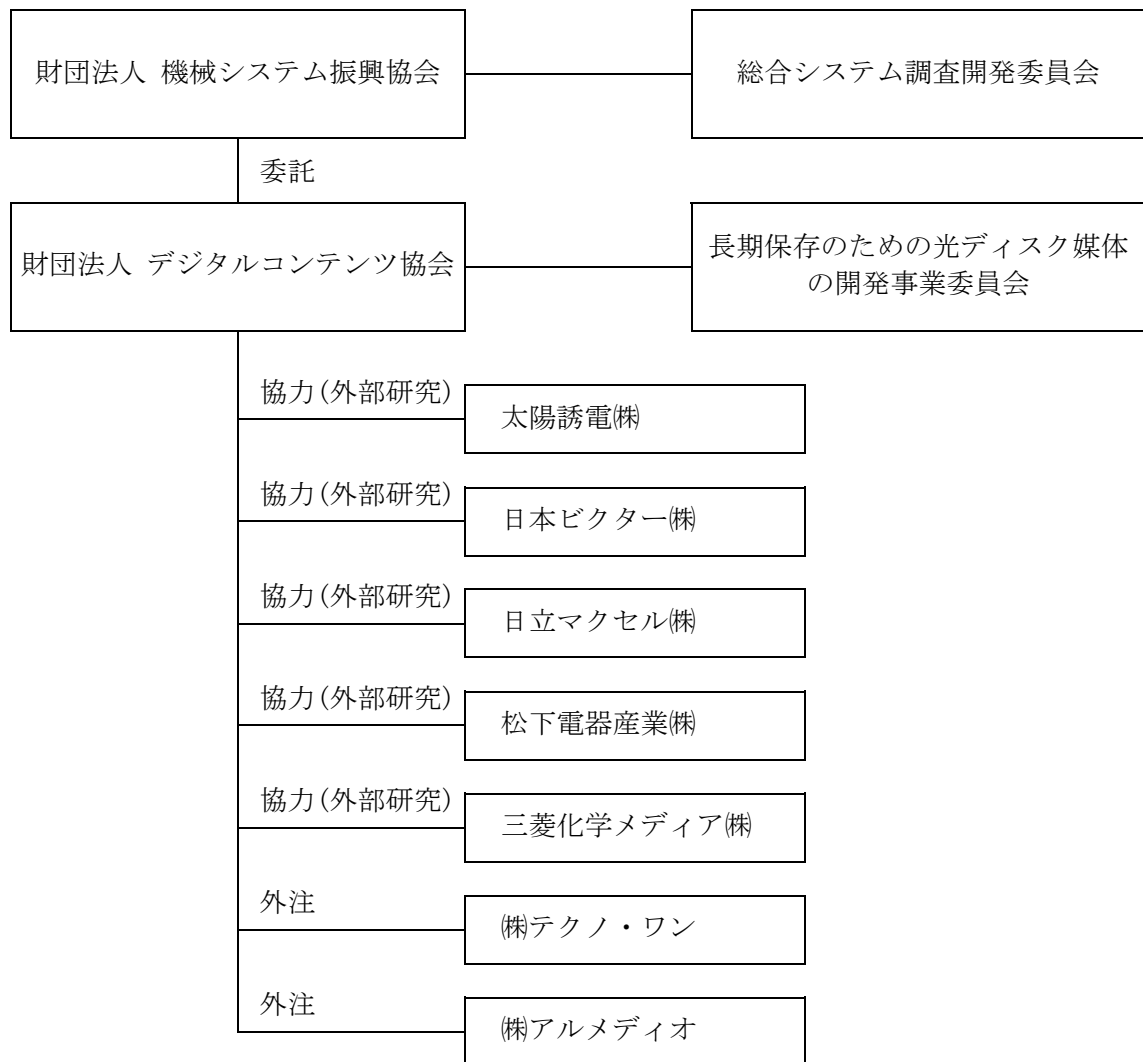 財団法人 機械システム振興協会
総合システム調査開発委員会
委託
財団法人 デジタルコンテンツ協会
長期保存のための光ディスク媒体
の開発事業委員会
協力(外部研究)
太陽誘電㈱
協力(外部研究)
日本ビクター㈱
協力(外部研究)
日立マクセル㈱
協力(外部研究)
松下電器産業㈱
協力(外部研究)
三菱化学メディア㈱
外注
㈱テクノ・ワン
外注
㈱アルメディオ